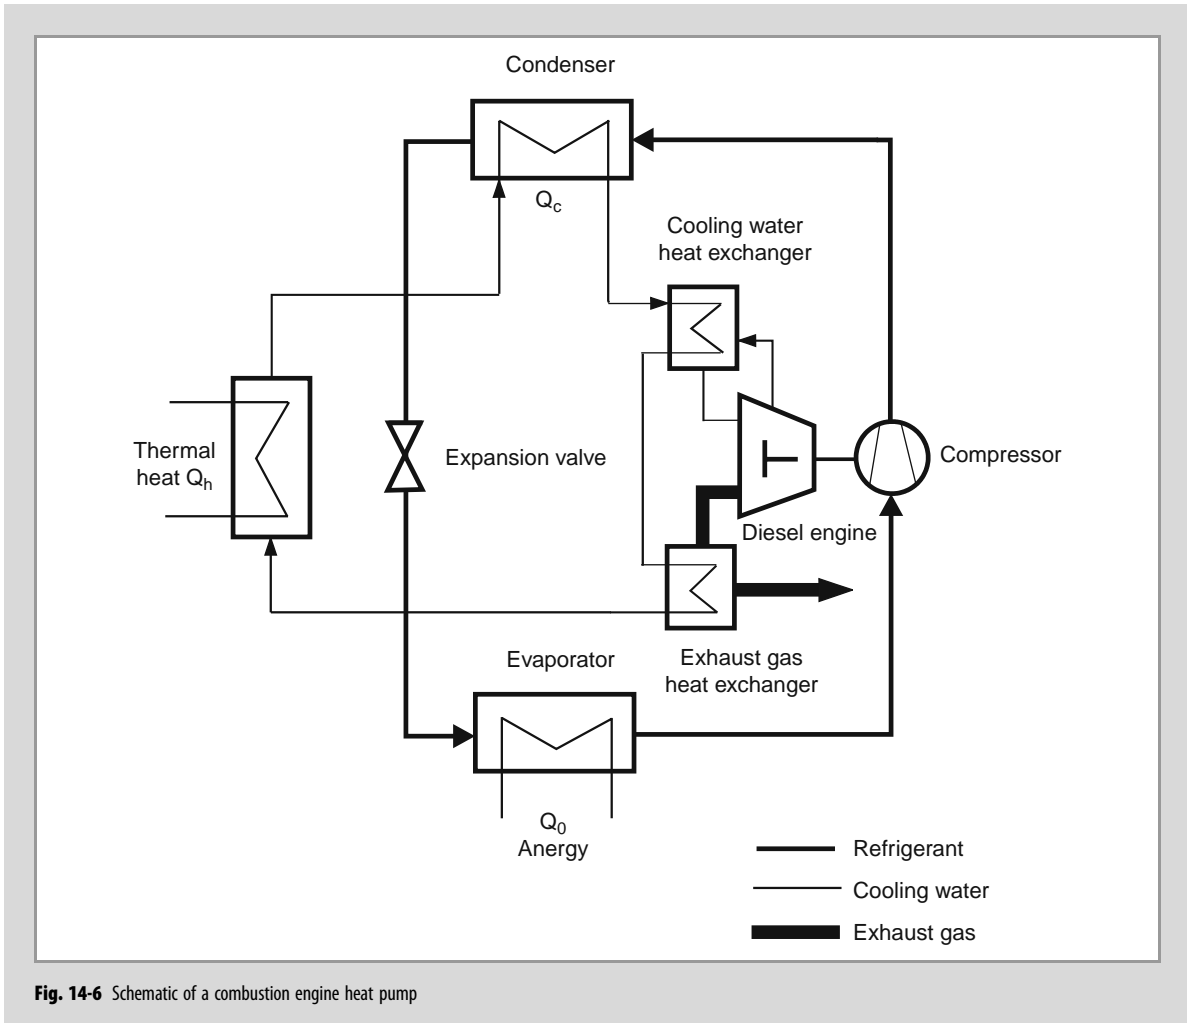 Condenser
Q_c
Cooling water
heat exchanger
Thermal
heat Q_h
Expansion valve
Compressor
Diesel engine
Evaporator
Exhaust gas
heat exchanger
Q_0
Anergy
Refrigerant
Cooling water
Exhaust gas
Fig. 14-6 Schematic of a combustion engine heat pump